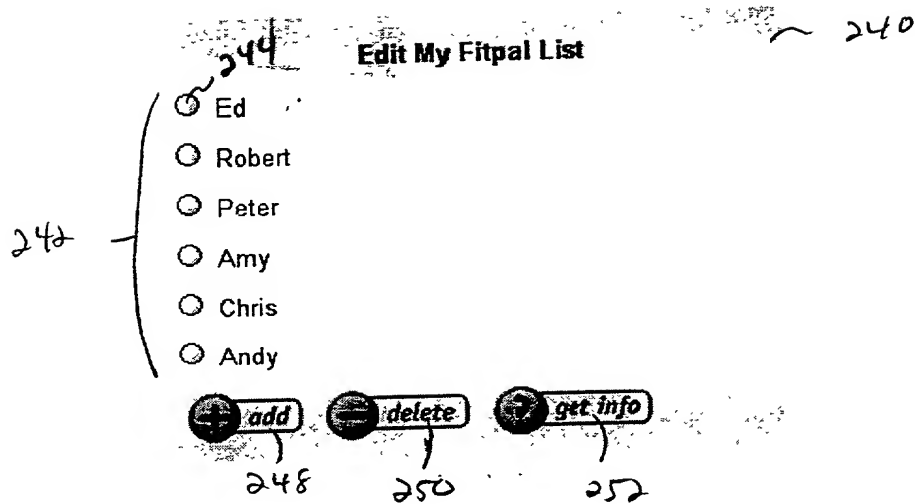 240
Edit My Fitpal List
244
Ed
Robert
Peter
242
Amy
Chris
Andy
add delete get info
248 250 252